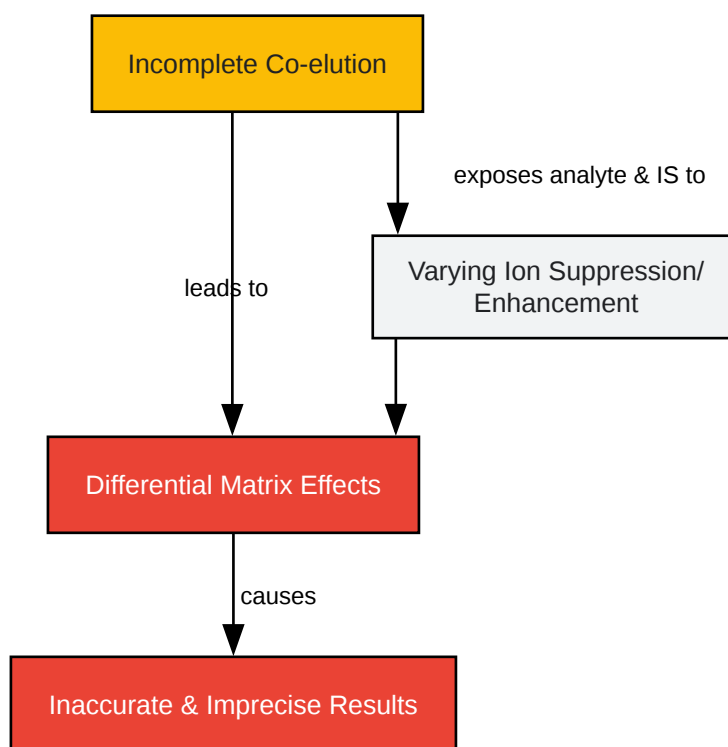 Incomplete Co-elution
exposes analyte & IS to
Varying Ion Suppression/
Enhancement
leads to
Differential Matrix Effects
causes
Inaccurate & Imprecise Results